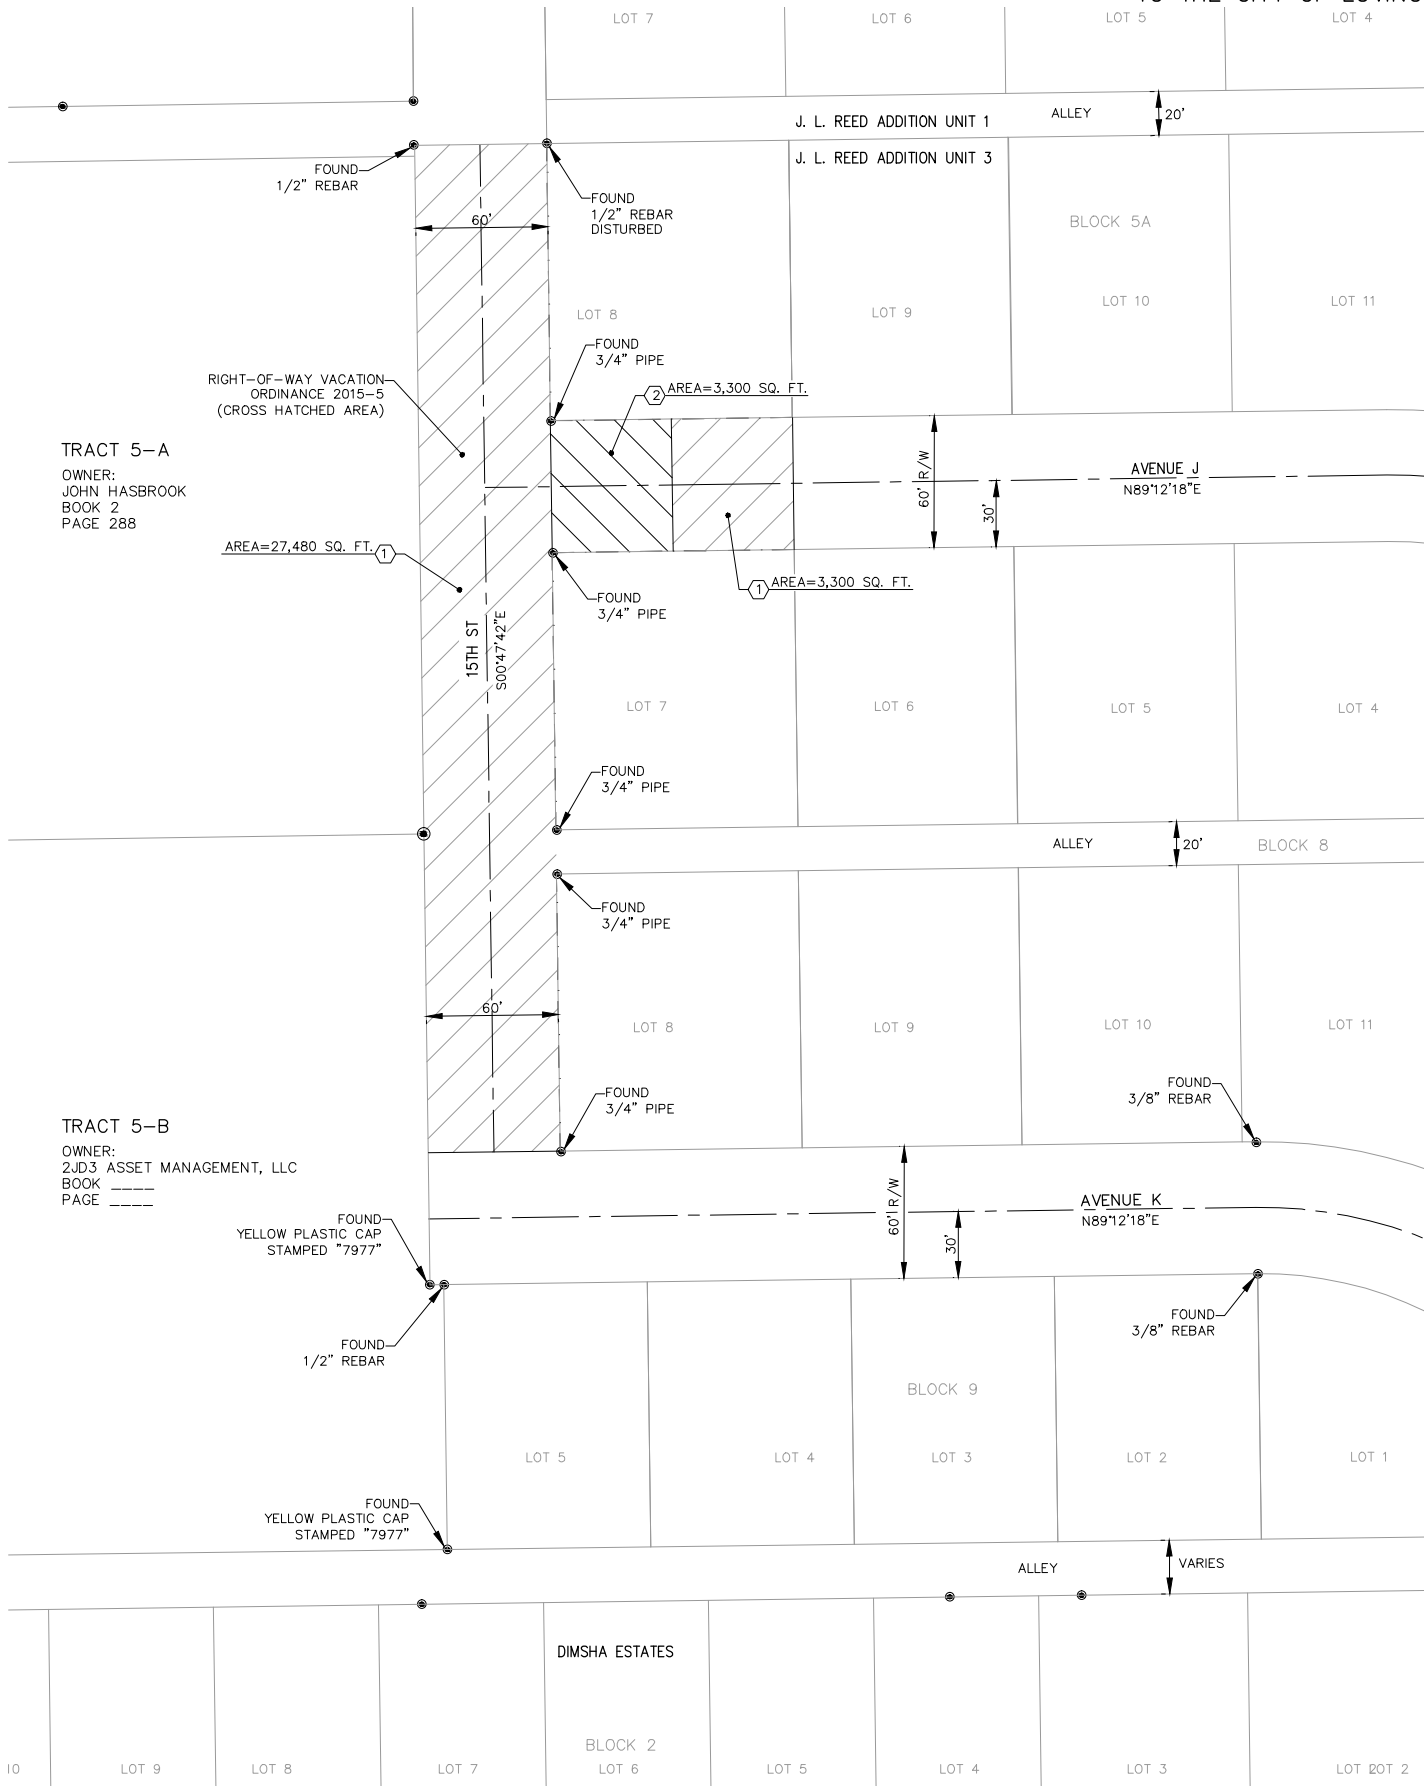 LOT 7
LOT 6
LOT 5
LOT 4
ALLEY
20'
J. L. REED ADDITION UNIT 1
J. L. REED ADDITION UNIT 3
FOUND
1/2" REBAR
FOUND
1/2" REBAR
DISTURBED
60'
BLOCK 5A
LOT 8
LOT 9
LOT 10
LOT 11
FOUND
3/4" PIPE
RIGHT-OF-WAY VACATION
ORDINANCE 2015-5
(CROSS HATCHED AREA)
2 AREA=3,300 SQ. FT.
TRACT 5-A
OWNER:
JOHN HASBROOK
BOOK 2
PAGE 288
60' R/W
30'
AVENUE J
N89°12'18"E
AREA=27,480 SQ. FT. 1
1 AREA=3,300 SQ. FT.
FOUND
3/4" PIPE
15TH ST
S00°47'42"E
LOT 7
LOT 6
LOT 5
LOT 4
FOUND
3/4" PIPE
ALLEY
20'
BLOCK 8
FOUND
3/4" PIPE
60'
LOT 8
LOT 9
LOT 10
LOT 11
FOUND
3/4" PIPE
FOUND
3/8" REBAR
TRACT 5-B
OWNER:
2JD3 ASSET MANAGEMENT, LLC
BOOK ____
PAGE ____
60' R/W
30'
AVENUE K
N89°12'18"E
FOUND
YELLOW PLASTIC CAP
STAMPED "7977"
FOUND
1/2" REBAR
FOUND
3/8" REBAR
BLOCK 9
LOT 5
LOT 4
LOT 3
LOT 2
LOT 1
FOUND
YELLOW PLASTIC CAP
STAMPED "7977"
ALLEY
VARIES
DIMSHA ESTATES
BLOCK 2
10
LOT 9
LOT 8
LOT 7
LOT 6
LOT 5
LOT 4
LOT 3
LOT 2